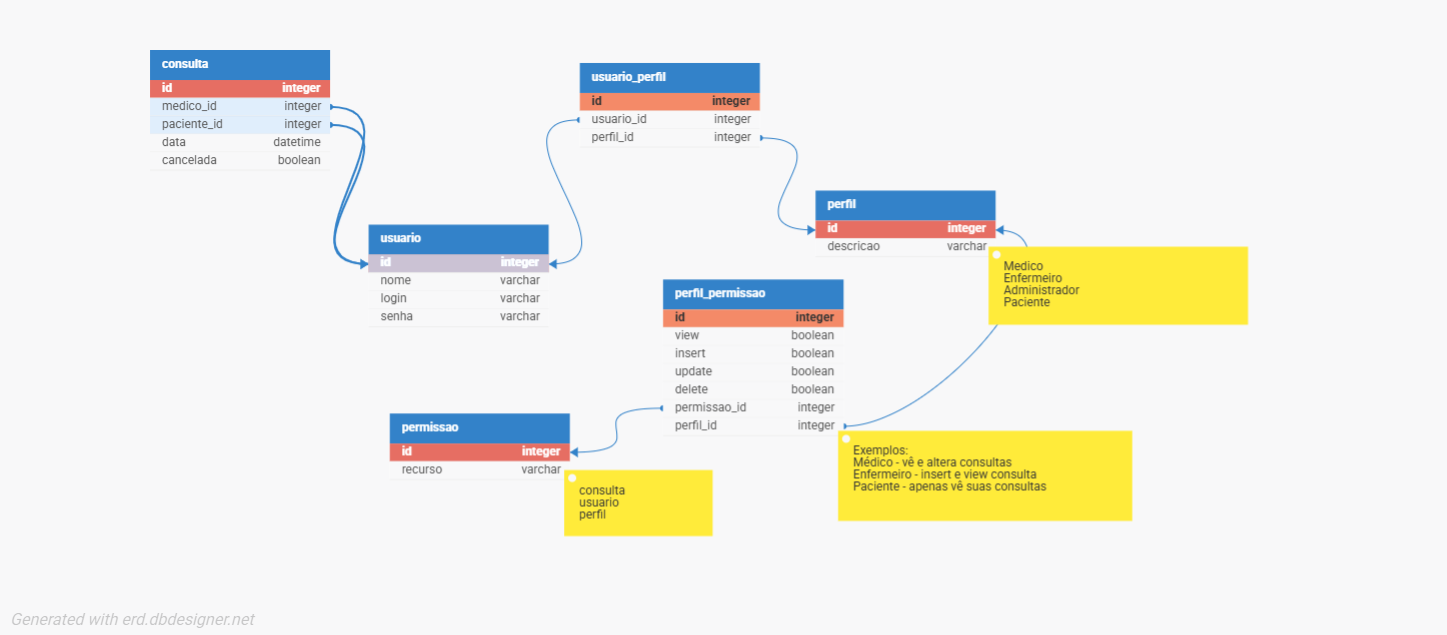 consulta
id integer
medico_id integer
paciente_id integer
data datetime
cancelada boolean
usuario_perfil
id integer
usuario_id integer
perfil_id integer
perfil
id integer
descricao varchar
usuario
id integer
nome varchar
login varchar
senha varchar
Medico
Enfermeiro
Administrador
Paciente
perfil_permissao
id integer
view boolean
insert boolean
update boolean
delete boolean
permissao_id integer
perfil_id integer
permissao
id integer
recurso varchar
Exemplos:
Médico - vê e altera consultas
Enfermeiro - insert e view consulta
Paciente - apenas vê suas consultas
consulta
usuario
perfil
Generated with erd.dbdesigner.net